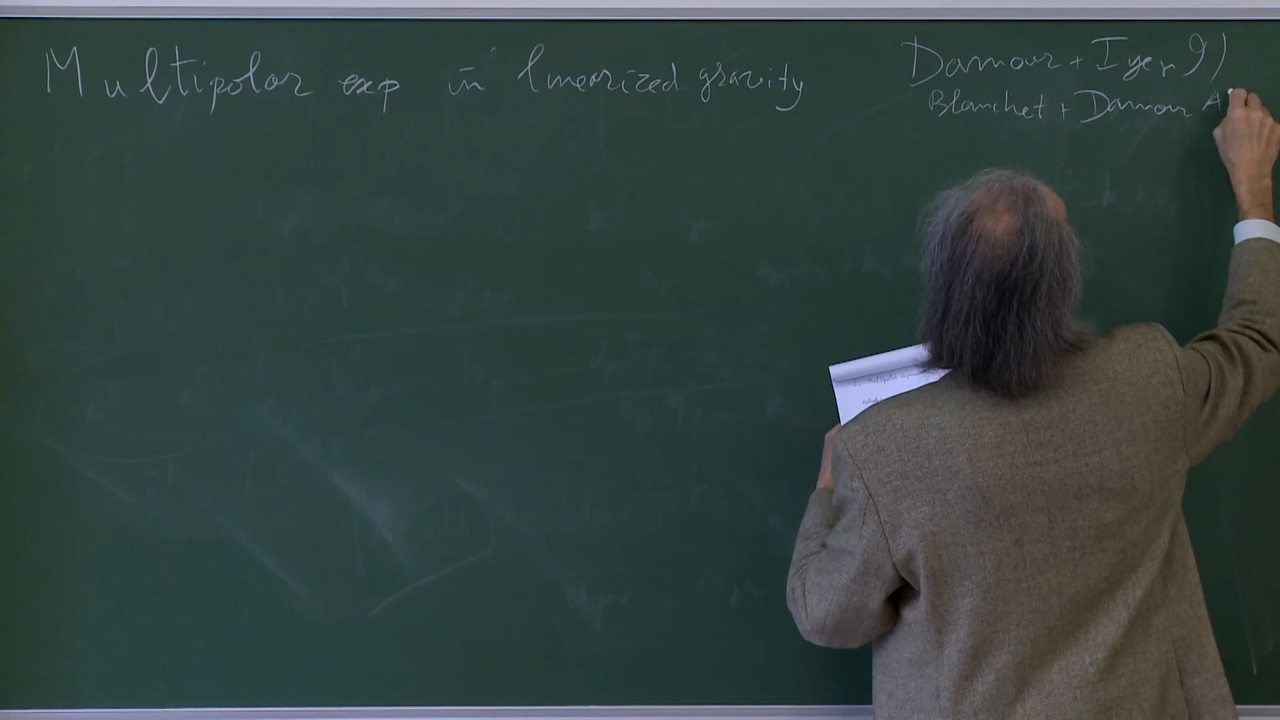 Multipolar exp in linearized gravity
Damour + Iyer 91
Blanchet + Damour A